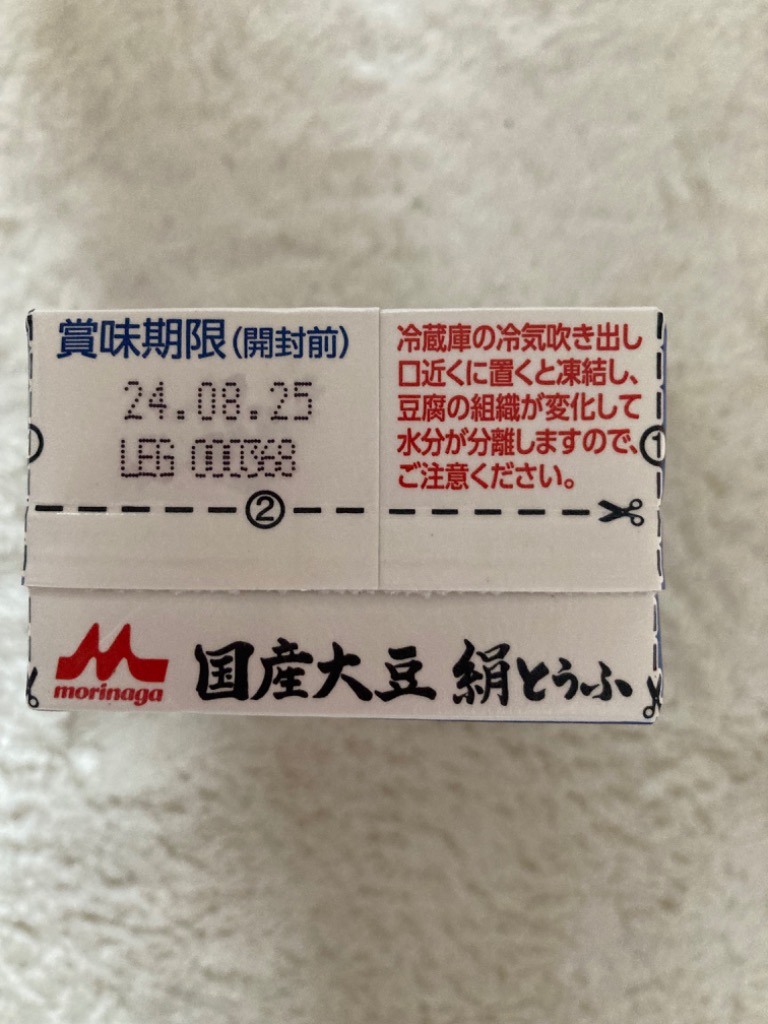 賞味期限(開封前)
24.08.25
LEG 000368
②
冷蔵庫の冷気吹き出し
口近くに置くと凍結し、
豆腐の組織が変化して
水分が分離しますので、
ご注意ください。
①
morinaga
国産大豆 絹とうふ